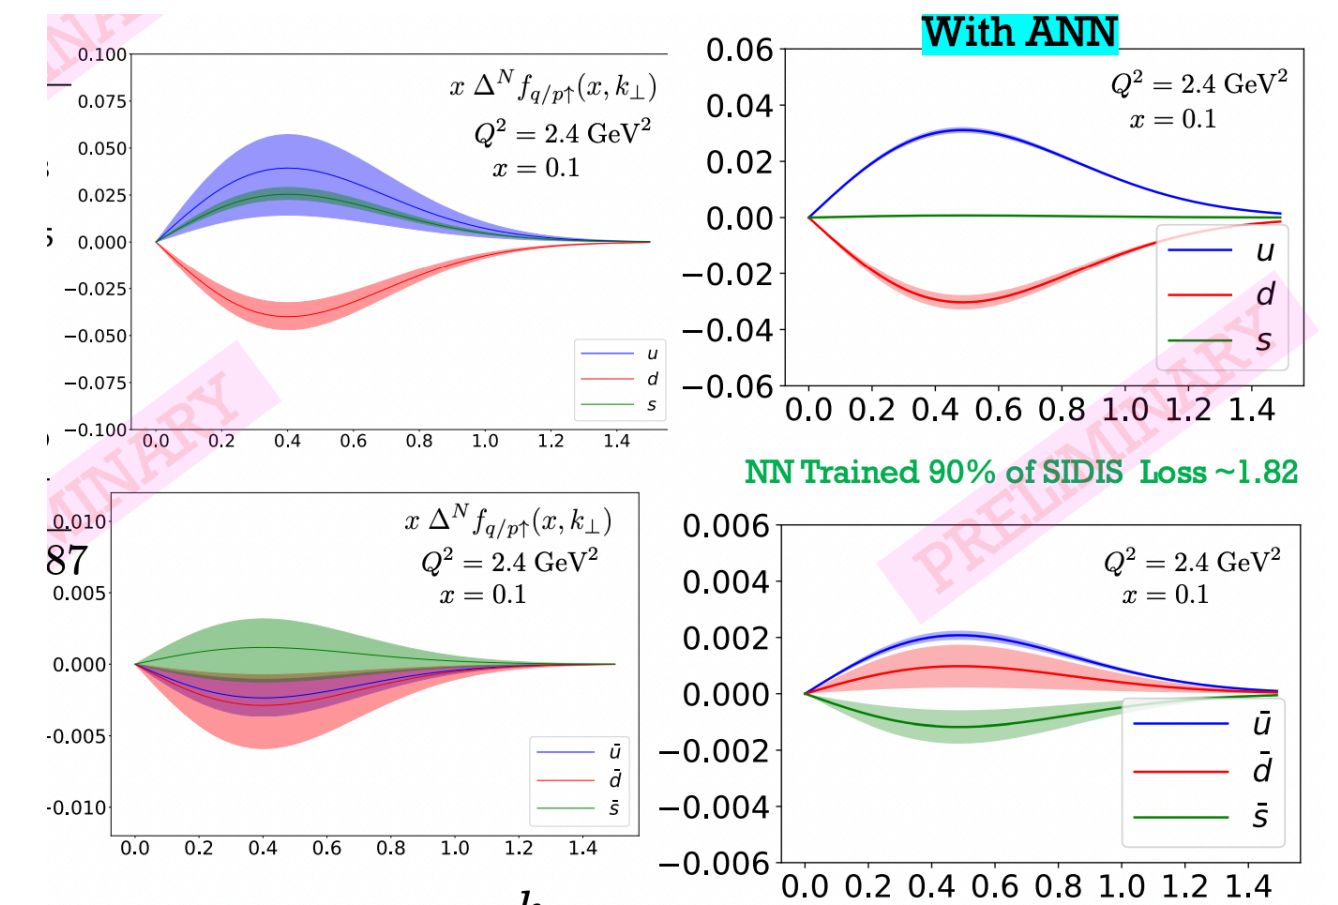 With ANN
MINARY
0.100
0.075
0.050
0.025
0.000
−0.025
−0.050
−0.075
−0.100
x Δ^N f_{q/p↑}(x, k_⊥)
Q² = 2.4 GeV²
x = 0.1
u
d
s
0.0 0.2 0.4 0.6 0.8 1.0 1.2 1.4
0.06
0.04
0.02
0.00
−0.02
−0.04
−0.06
Q² = 2.4 GeV²
x = 0.1
u
d
s
0.0 0.2 0.4 0.6 0.8 1.0 1.2 1.4
MINARY
NN Trained 90% of SIDIS Loss ~1.82
PRELIMINARY
87
0.010
0.005
0.000
−0.005
-0.010
x Δ^N f_{q/p↑}(x, k_⊥)
Q² = 2.4 GeV²
x = 0.1
ū
d̄
s̄
0.0 0.2 0.4 0.6 0.8 1.0 1.2 1.4
0.006
0.004
0.002
0.000
−0.002
−0.004
−0.006
Q² = 2.4 GeV²
x = 0.1
ū
d̄
s̄
0.0 0.2 0.4 0.6 0.8 1.0 1.2 1.4